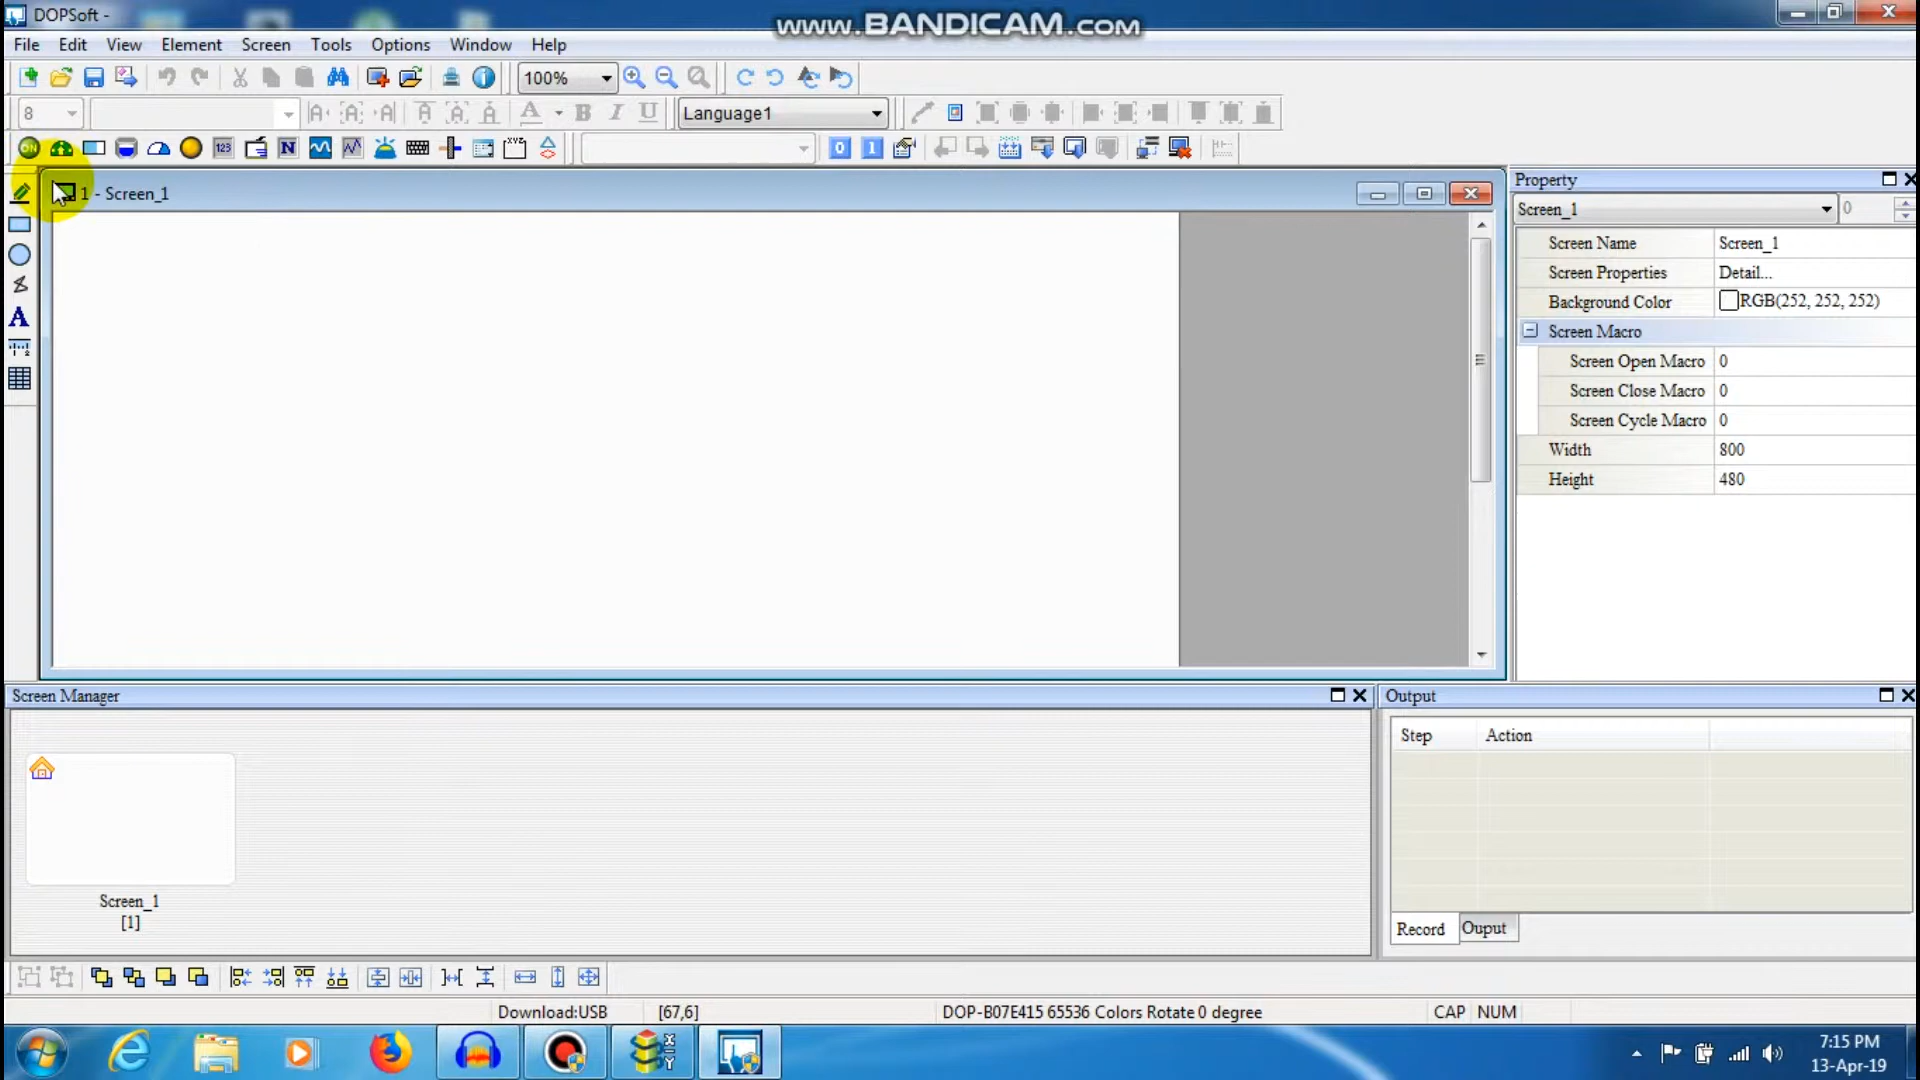 DOPSoft -
www.BANDICAM.com
File Edit View Element Screen Tools Options Window Help
100%
8
Language1
1 - Screen_1
Property
Screen_1 0
Screen Name Screen_1
Screen Properties Detail...
Background Color RGB(252, 252, 252)
Screen Macro
Screen Open Macro 0
Screen Close Macro 0
Screen Cycle Macro 0
Width 800
Height 480
Screen Manager
Output
Step Action
Screen_1
[1]
Record Ouput
Download:USB [67,6] DOP-B07E415 65536 Colors Rotate 0 degree CAP NUM
7:15 PM
13-Apr-19